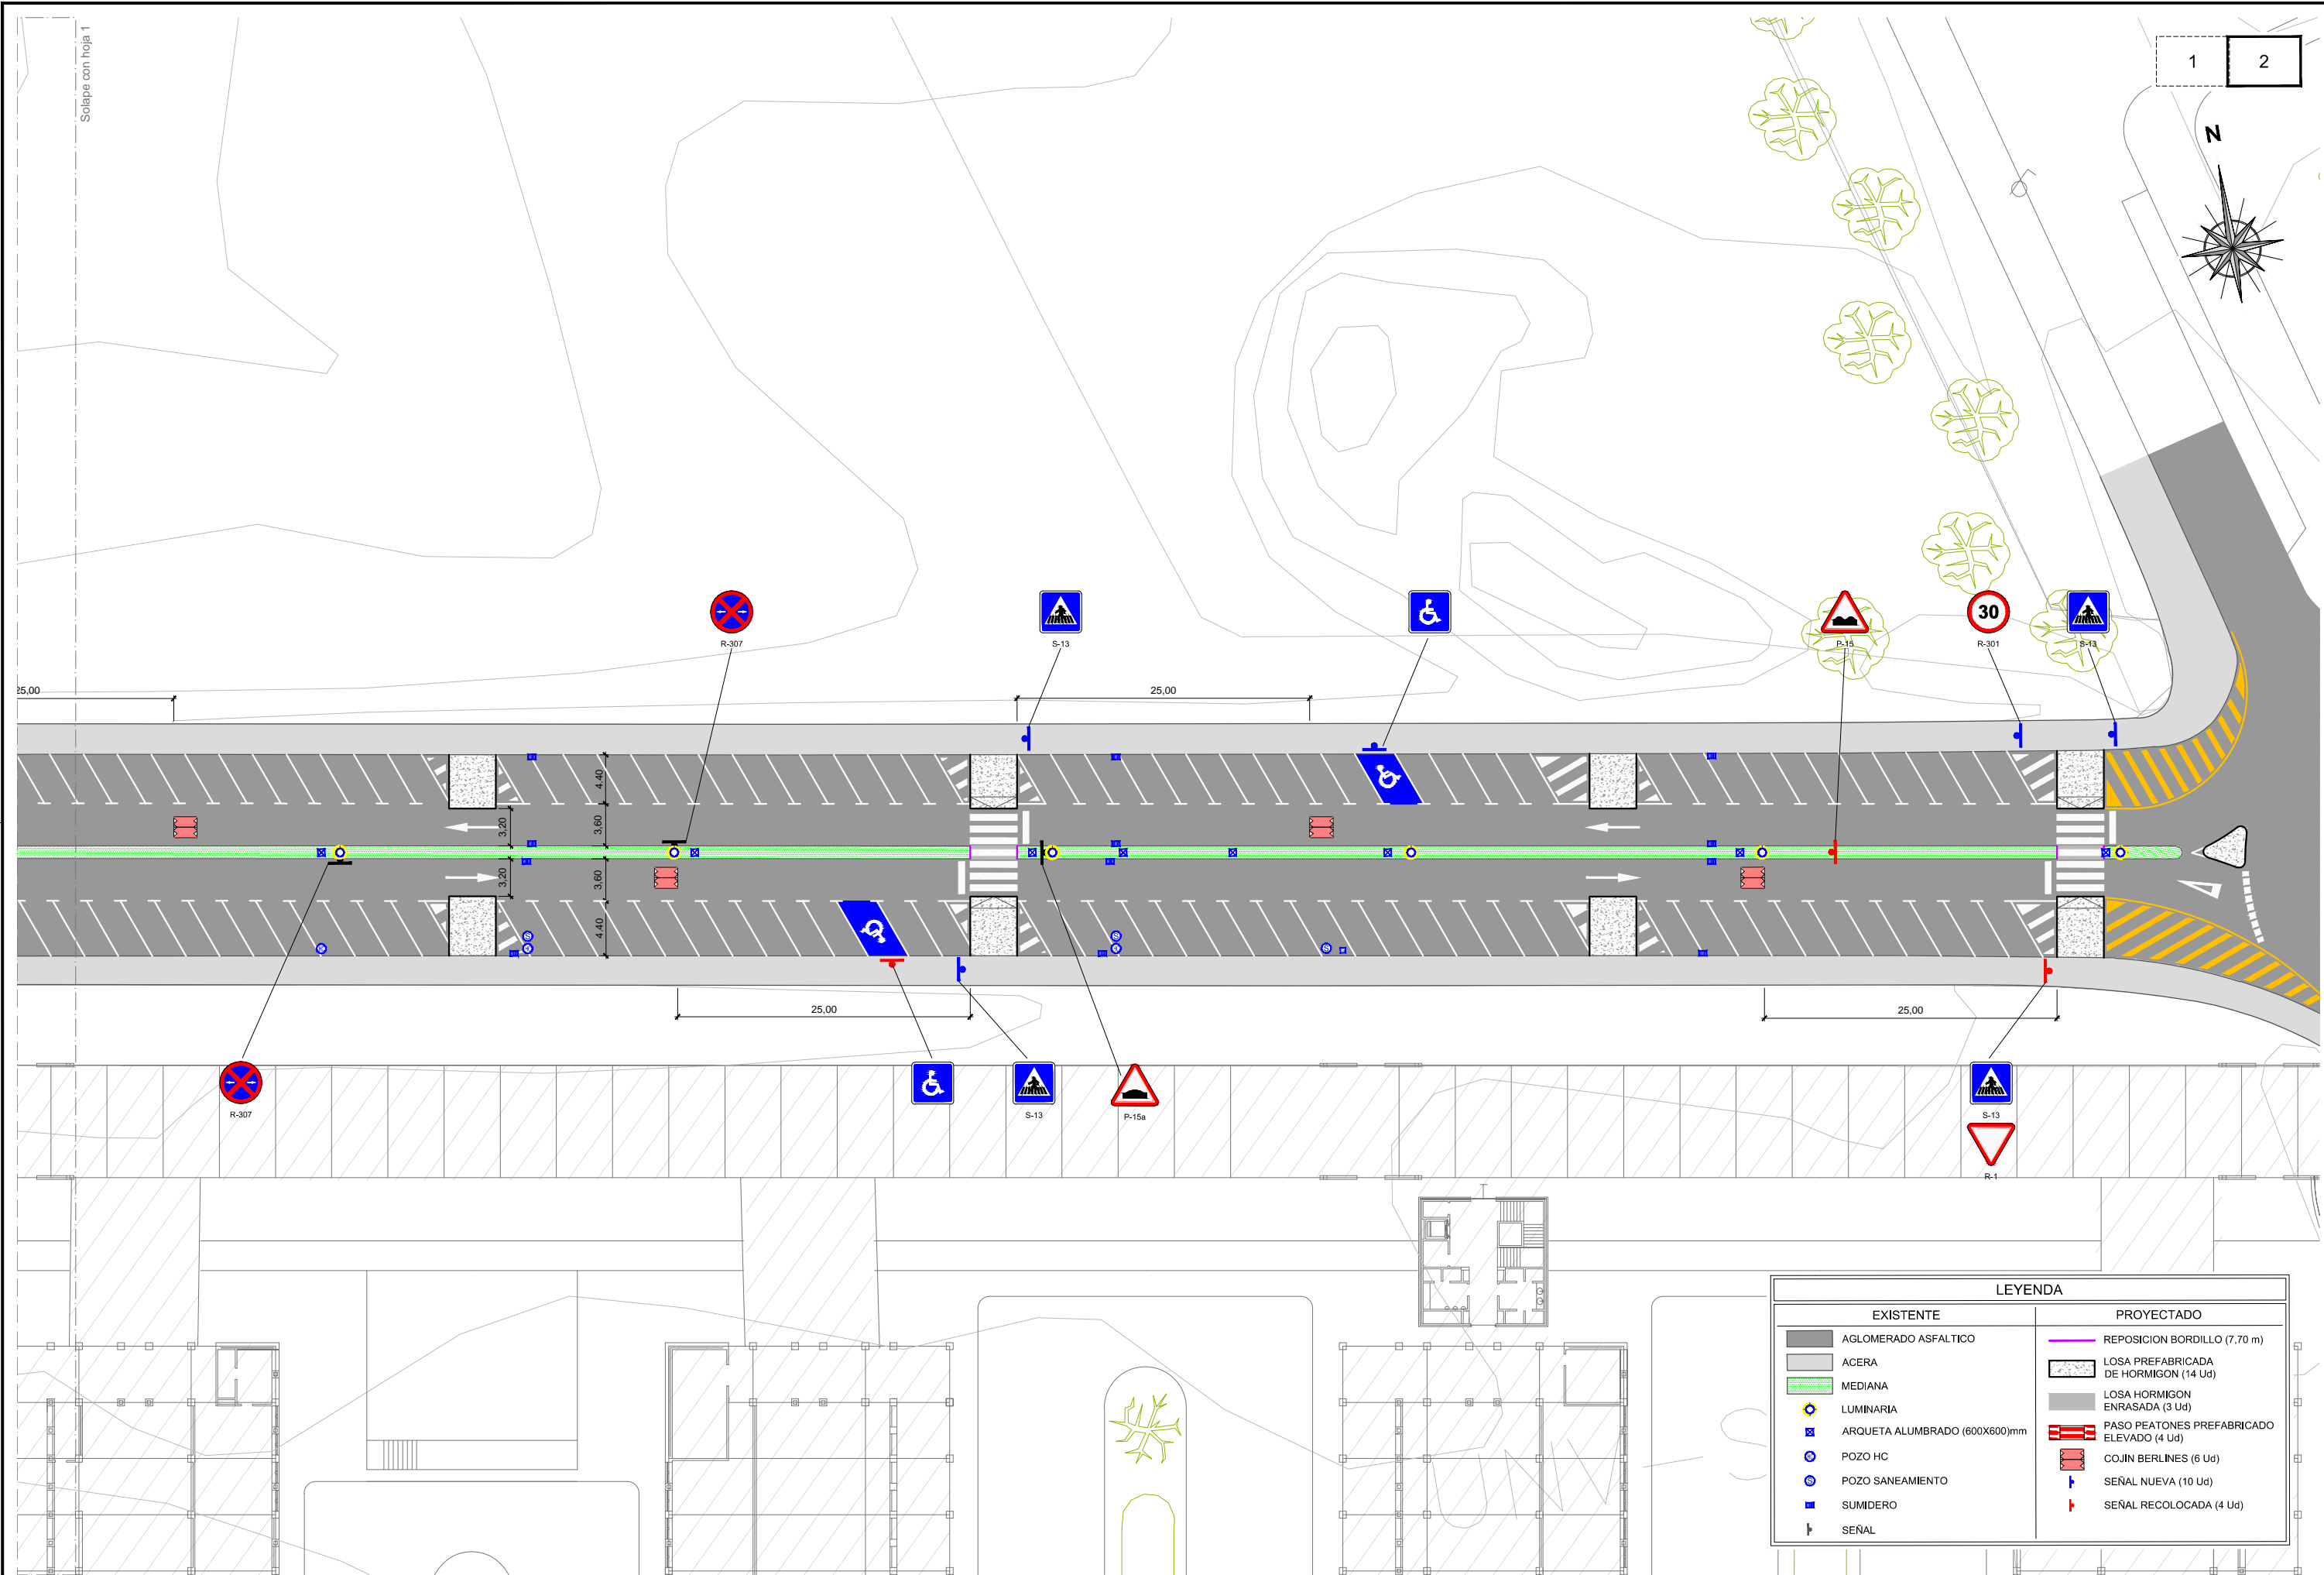 Solape con hoja 1
1
2
N
R-307
S-13
P-15
30
R-301
S-13
25,00
25,00
4,40
3,20
3,60
3,20
3,60
4,40
S
S
S
25,00
25,00
R-307
S-13
P-15a
S-13
R-1
LEYENDA
EXISTENTE
PROYECTADO
AGLOMERADO ASFALTICO
ACERA
MEDIANA
LUMINARIA
ARQUETA ALUMBRADO (600X600)mm
POZO HC
POZO SANEAMIENTO
SUMIDERO
SEÑAL
REPOSICION BORDILLO (7,70 m)
LOSA PREFABRICADA
DE HORMIGON (14 Ud)
LOSA HORMIGON
ENRASADA (3 Ud)
PASO PEATONES PREFABRICADO
ELEVADO (4 Ud)
COJIN BERLINES (6 Ud)
SEÑAL NUEVA (10 Ud)
SEÑAL RECOLOCADA (4 Ud)